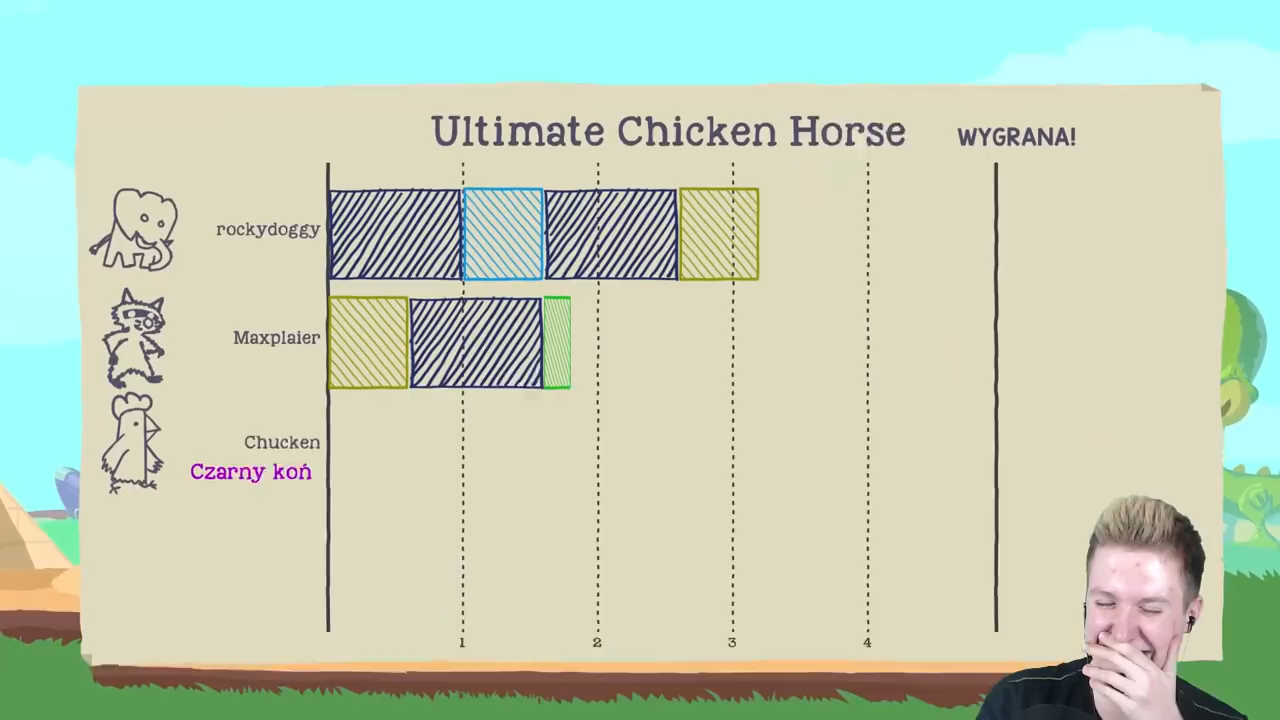 Ultimate Chicken Horse
WYGRANA!
rockydoggy
Maxplaier
Chucken
Czarny koń
1 2 3 4